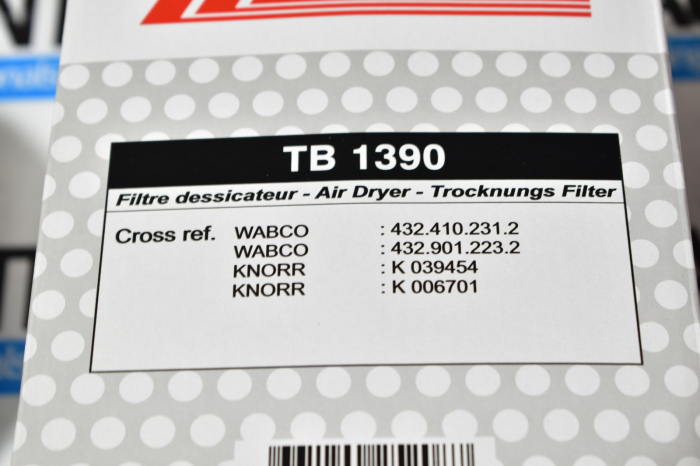 TB 1390
Filtre dessicateur - Air Dryer - Trocknungs Filter
Cross ref. WABCO : 432.410.231.2
WABCO : 432.901.223.2
KNORR : K 039454
KNORR : K 006701